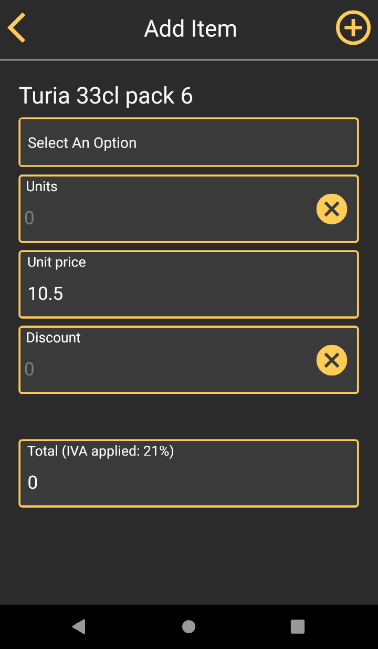 Add Item
Turia 33cl pack 6
Select An Option
Units
0
Unit price
10.5
Discount
0
Total (IVA applied: 21%)
0